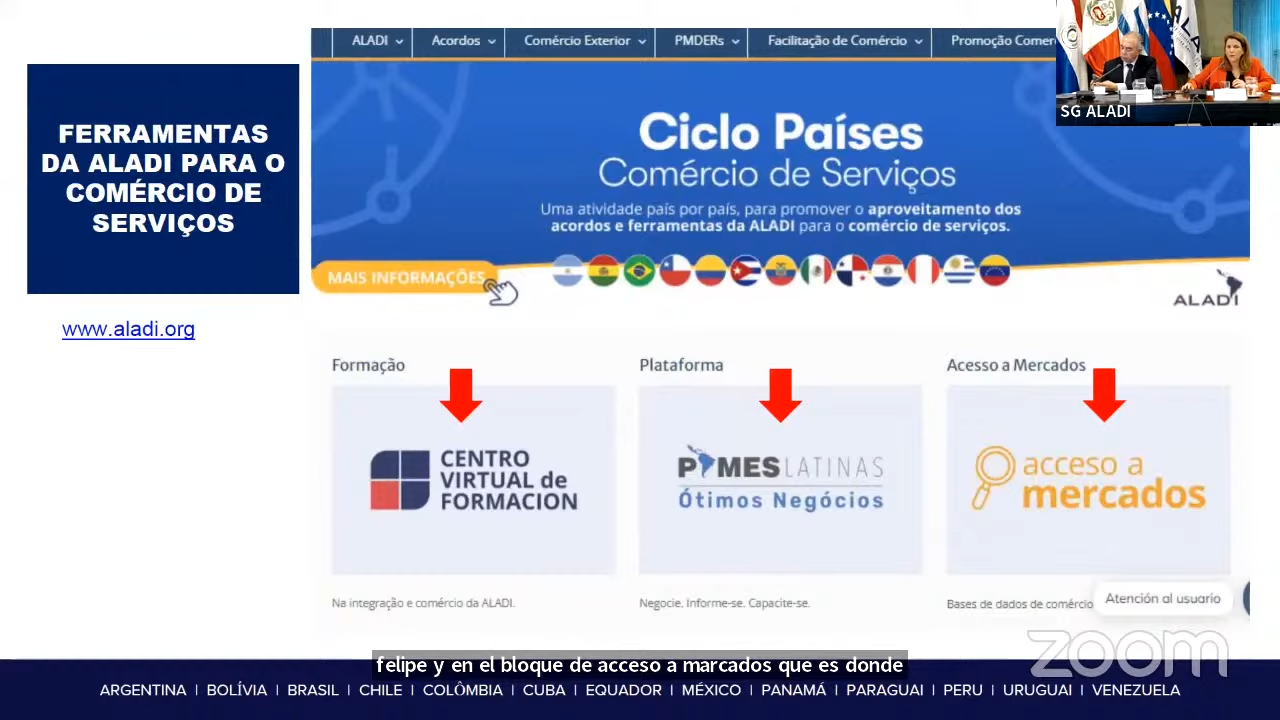 ALADI
Acordos
Comércio Exterior
PMDERs
Facilitação de Comércio
Promoção Comer
SG ALADI
FERRAMENTAS
DA ALADI PARA O
COMÉRCIO DE
SERVIÇOS
www.aladi.org
Ciclo Países
Comércio de Serviços
Uma atividade país por país, para promover o aproveitamento dos
acordos e ferramentas da ALADI para o comércio de serviços.
MAIS INFORMAÇÕES
ALADI
Formação
CENTRO
VIRTUAL de
FORMACION
Na integração e comércio da ALADI.
Plataforma
PYMESLATINAS
Ótimos Negócios
Negocie. Informe-se. Capacite-se.
Acesso a Mercados
acceso a
mercados
Bases de dados de comércio
Atención al usuario
zoom
felipe y en el bloque de acceso a marcados que es donde
ARGENTINA | BOLÍVIA | BRASIL | CHILE | COLÔMBIA | CUBA | EQUADOR | MÉXICO | PANAMÁ | PARAGUAI | PERU | URUGUAI | VENEZUELA